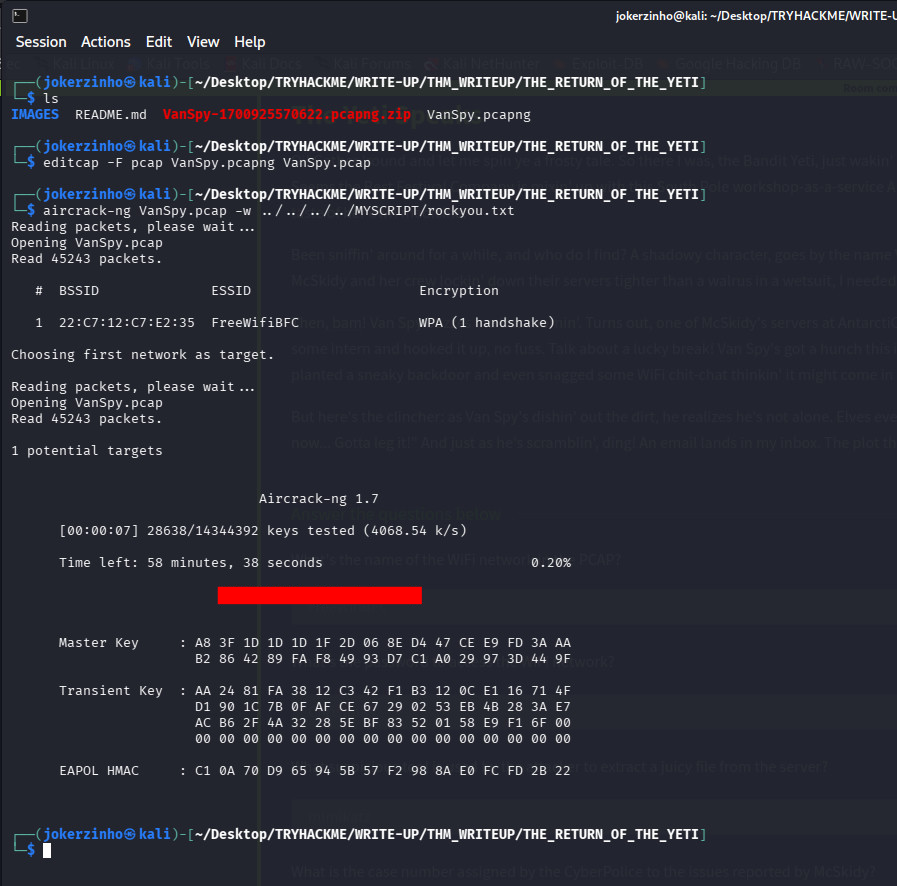 jokerzinho@kali: ~/Desktop/TRYHACKME/WRITE-U
Session Actions Edit View Help
┌──(jokerzinho㉿kali)-[~/Desktop/TRYHACKME/WRITE-UP/THM_WRITEUP/THE_RETURN_OF_THE_YETI]
└─$ ls
IMAGES README.md VanSpy-1700925570622.pcapng.zip VanSpy.pcapng
┌──(jokerzinho㉿kali)-[~/Desktop/TRYHACKME/WRITE-UP/THM_WRITEUP/THE_RETURN_OF_THE_YETI]
└─$ editcap -F pcap VanSpy.pcapng VanSpy.pcap
┌──(jokerzinho㉿kali)-[~/Desktop/TRYHACKME/WRITE-UP/THM_WRITEUP/THE_RETURN_OF_THE_YETI]
└─$ aircrack-ng VanSpy.pcap -w ../../../../MYSCRIPT/rockyou.txt
Reading packets, please wait...
Opening VanSpy.pcap
Read 45243 packets.
# BSSID ESSID Encryption
1 22:C7:12:C7:E2:35 FreeWifiBFC WPA (1 handshake)
Choosing first network as target.
Reading packets, please wait...
Opening VanSpy.pcap
Read 45243 packets.
1 potential targets
Aircrack-ng 1.7
[00:00:07] 28638/14344392 keys tested (4068.54 k/s)
Time left: 58 minutes, 38 seconds 0.20%
Master Key : A8 3F 1D 1D 1D 1F 2D 06 8E D4 47 CE E9 FD 3A AA
B2 86 42 89 FA F8 49 93 D7 C1 A0 29 97 3D 44 9F
Transient Key : AA 24 81 FA 38 12 C3 42 F1 B3 12 0C E1 16 71 4F
D1 90 1C 7B 0F AF CE 67 29 02 53 EB 4B 28 3A E7
AC B6 2F 4A 32 28 5E BF 83 52 01 58 E9 F1 6F 00
00 00 00 00 00 00 00 00 00 00 00 00 00 00 00 00
EAPOL HMAC : C1 0A 70 D9 65 94 5B 57 F2 98 8A E0 FC FD 2B 22
┌──(jokerzinho㉿kali)-[~/Desktop/TRYHACKME/WRITE-UP/THM_WRITEUP/THE_RETURN_OF_THE_YETI]
└─$